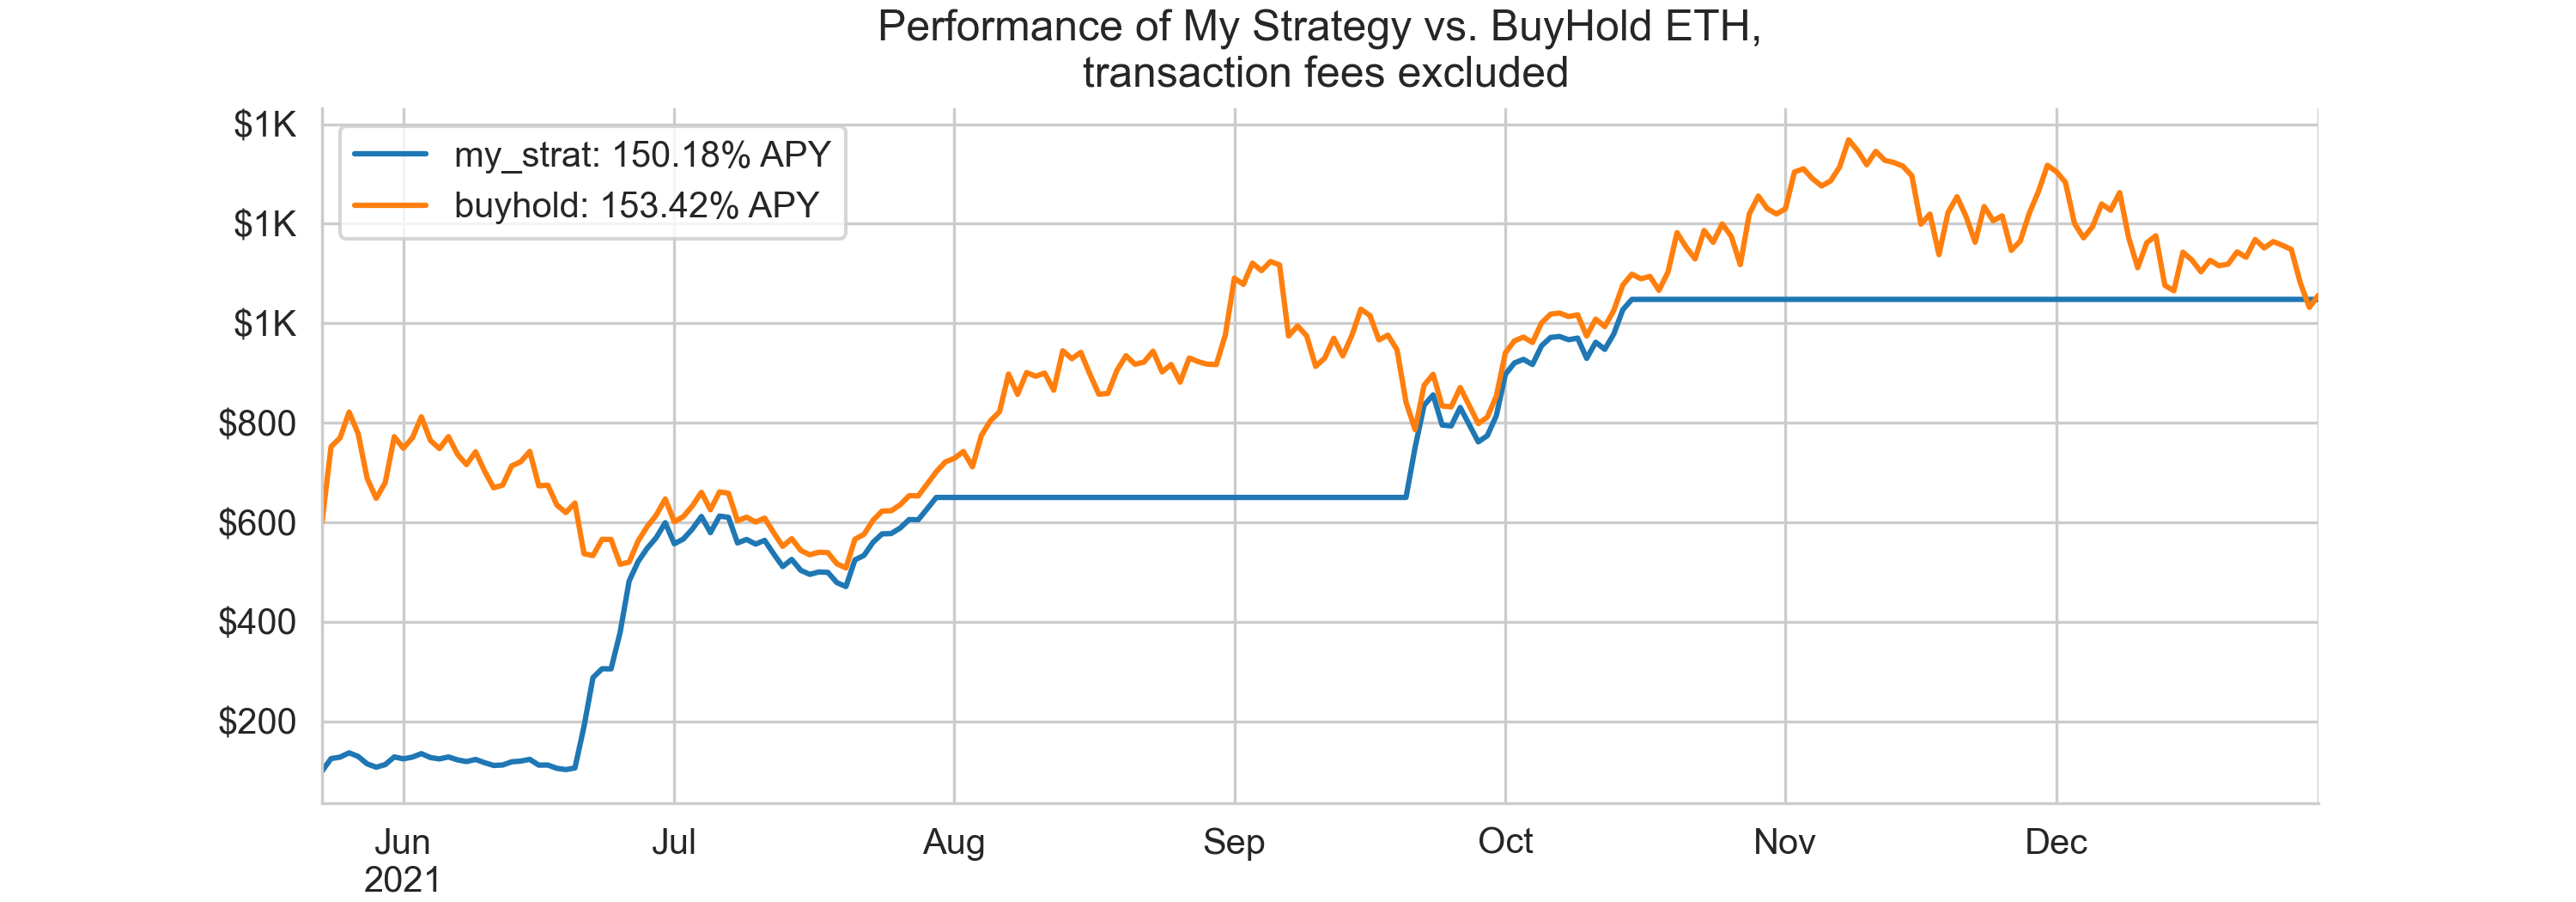 Performance of My Strategy vs. BuyHold ETH,
transaction fees excluded
$1K
$1K
$1K
$800
$600
$400
$200
my_strat: 150.18% APY
buyhold: 153.42% APY
Jun
2021
Jul
Aug
Sep
Oct
Nov
Dec